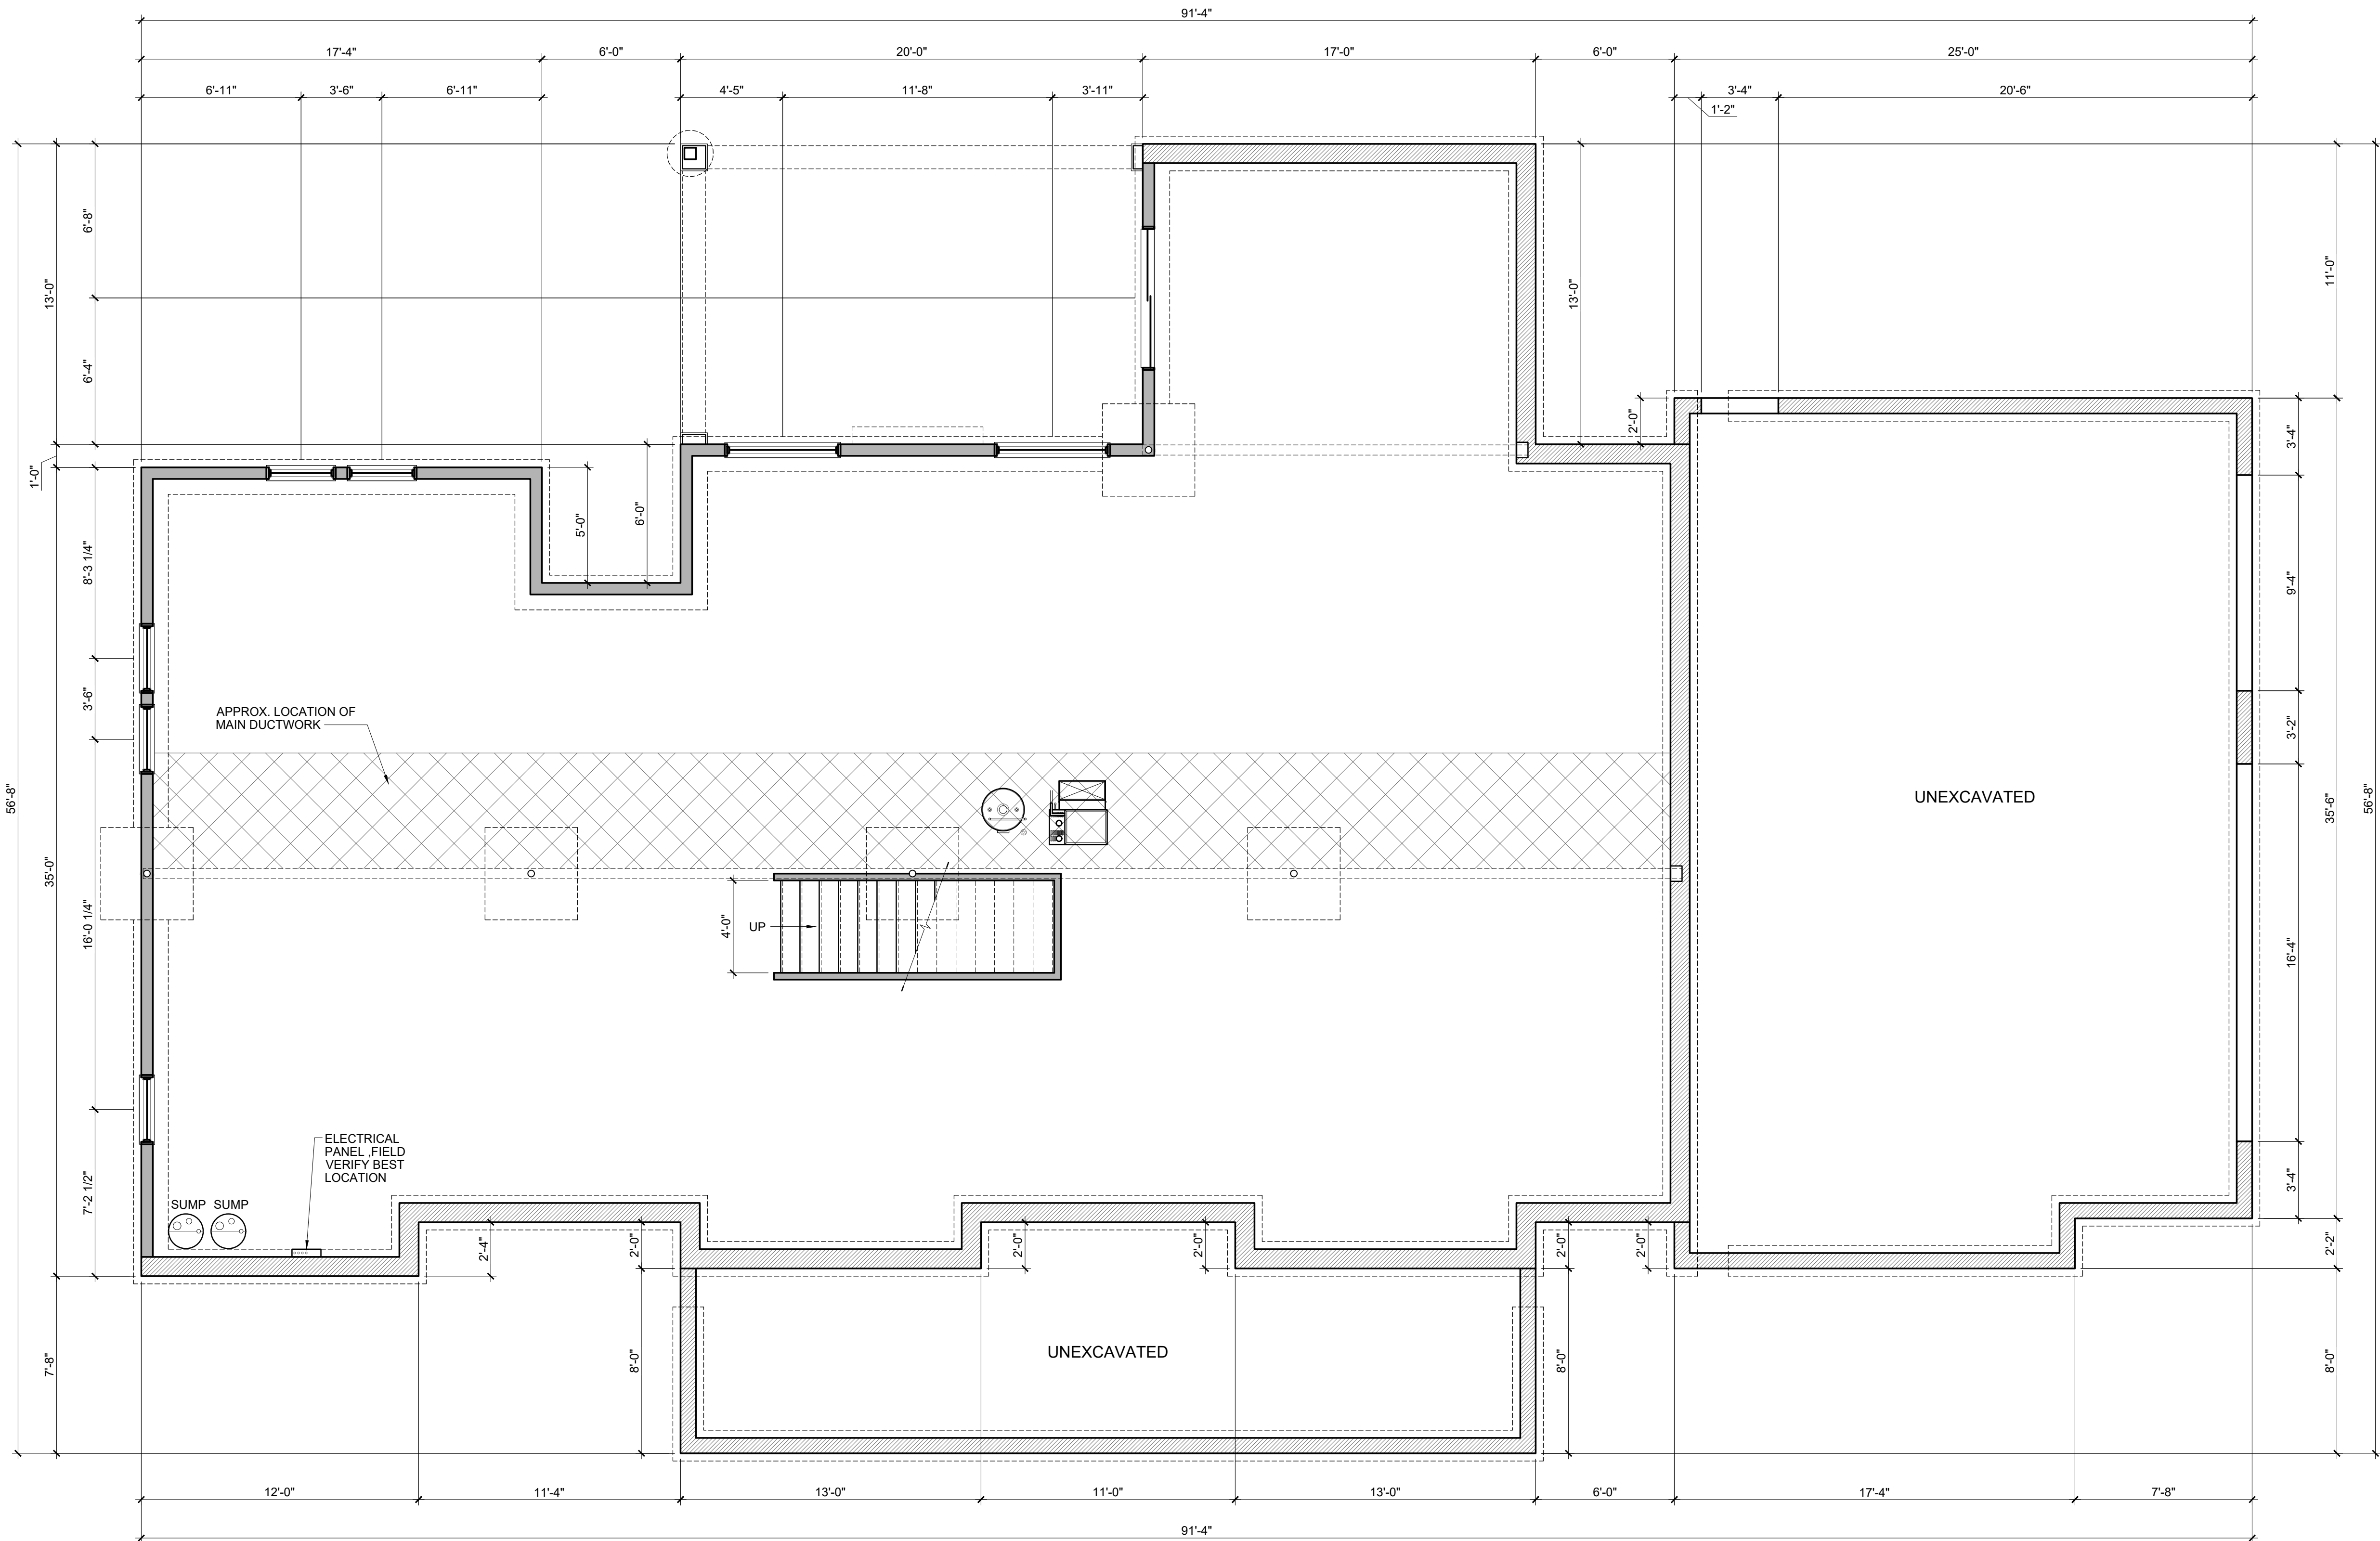 91'-4"
17'-4" 6'-0" 20'-0" 17'-0" 6'-0" 25'-0"
6'-11" 3'-6" 6'-11" 4'-5" 11'-8" 3'-11" 3'-4" 20'-6"
1'-2"
56'-8"
13'-0"
1'-0"
35'-0"
7'-8"
6'-8"
6'-4"
8'-3 1/4"
3'-6"
16'-0 1/4"
7'-2 1/2"
5'-0"
6'-0"
13'-0"
2'-0"
APPROX. LOCATION OF
MAIN DUCTWORK
4'-0"
UP
UNEXCAVATED
ELECTRICAL
PANEL ,FIELD
VERIFY BEST
LOCATION
SUMP SUMP
2'-4"
2'-0"
2'-0"
2'-0"
2'-0"
2'-0"
8'-0"
UNEXCAVATED
8'-0"
3'-4"
9'-4"
3'-2"
16'-4"
3'-4"
11'-0"
35'-6"
2'-2"
8'-0"
56'-8"
12'-0" 11'-4" 13'-0" 11'-0" 13'-0" 6'-0" 17'-4" 7'-8"
91'-4"